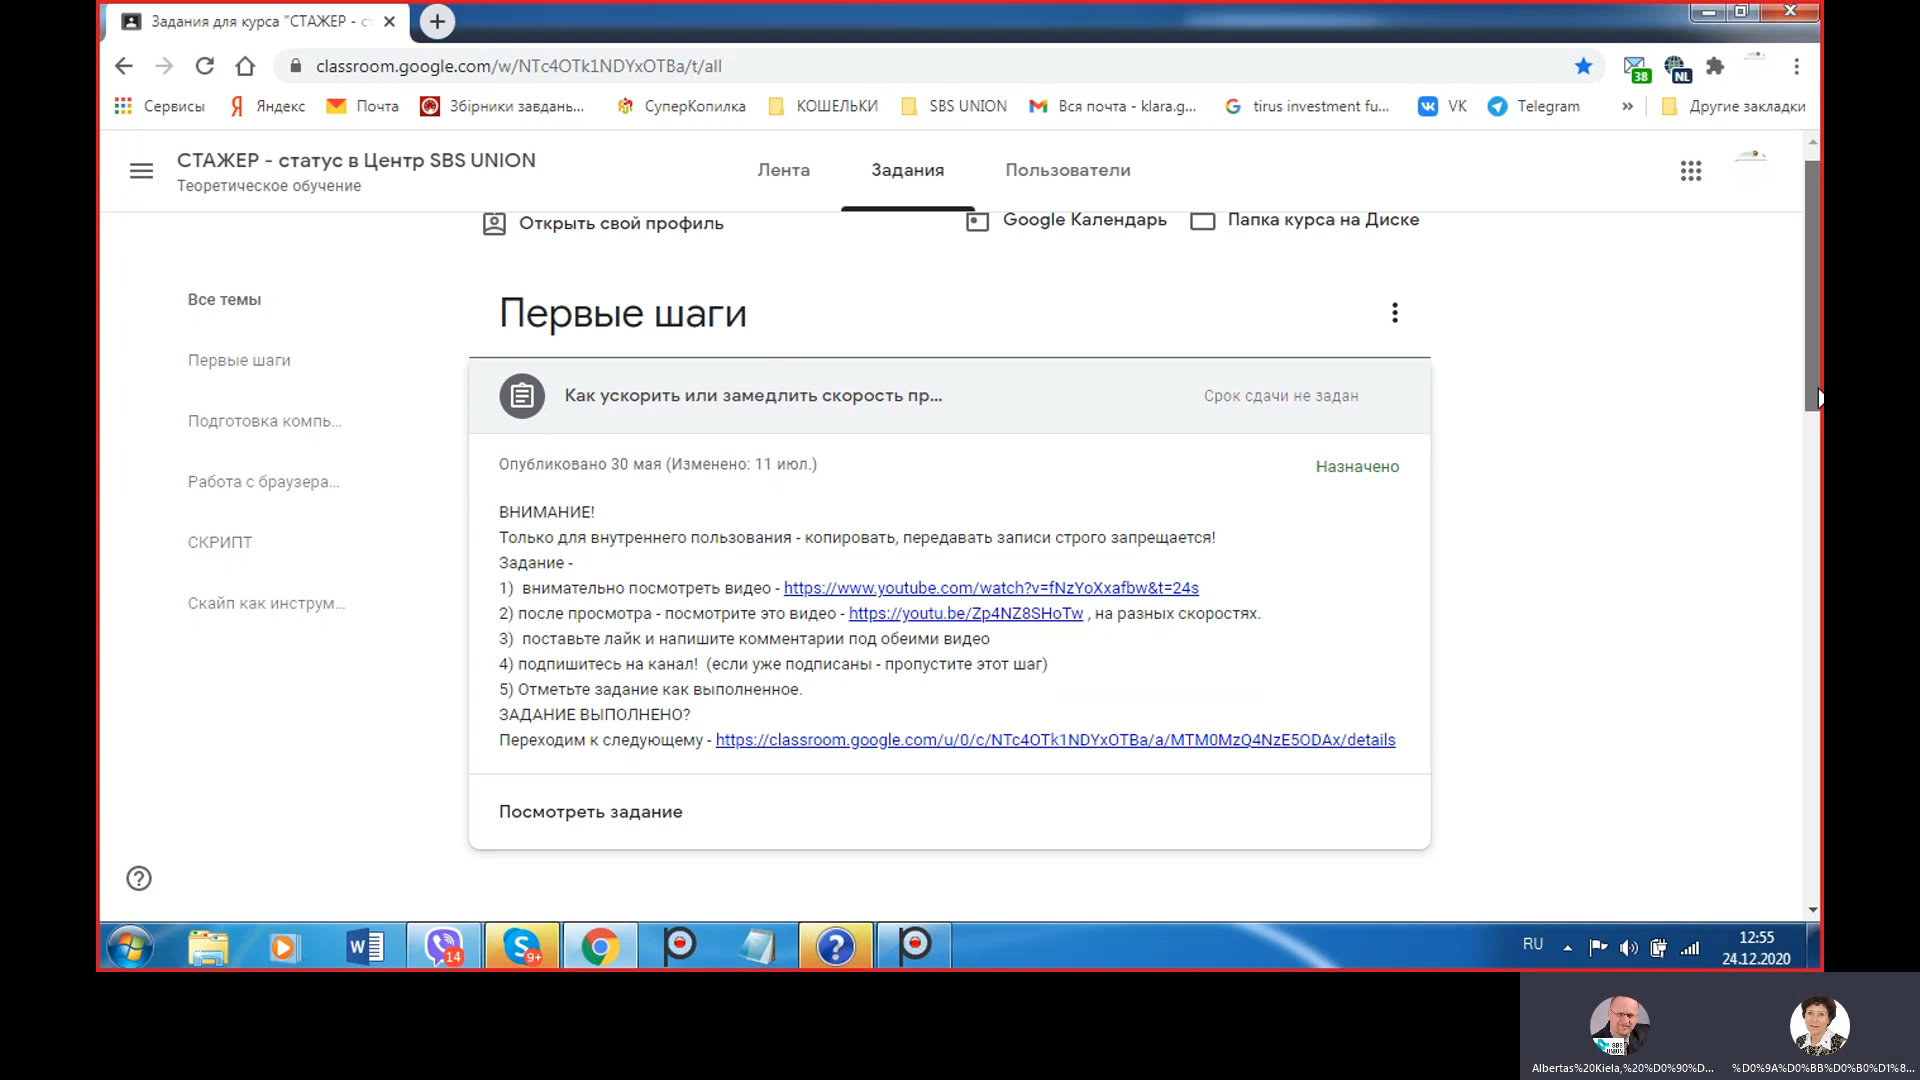 Задания для курса "СТАЖЕР - ст
classroom.google.com/w/NTc4OTk1NDYxOTBa/t/all
38
NL
Сервисы
Яндекс
Почта
Збірники завдань...
СуперКопилка
КОШЕЛЬКИ
SBS UNION
Вся почта - klara.g...
tirus investment fu...
VK
Telegram
»
Другие закладки
СТАЖЕР - статус в Центр SBS UNION
Теоретическое обучение
Лента
Задания
Пользователи
Открыть свой профиль
Google Календарь
Папка курса на Диске
Все темы
Первые шаги
Подготовка компь...
Работа с браузера...
СКРИПТ
Скайп как инструм...
Первые шаги
Как ускорить или замедлить скорость пр...
Срок сдачи не задан
Опубликовано 30 мая (Изменено: 11 июл.)
Назначено
ВНИМАНИЕ!
Только для внутреннего пользования - копировать, передавать записи строго запрещается!
Задание -
1)  внимательно посмотреть видео - https://www.youtube.com/watch?v=fNzYoXxafbw&t=24s
2) после просмотра - посмотрите это видео - https://youtu.be/Zp4NZ8SHoTw , на разных скоростях.
3)  поставьте лайк и напишите комментарии под обеими видео
4) подпишитесь на канал!  (если уже подписаны - пропустите этот шаг)
5) Отметьте задание как выполненное.
ЗАДАНИЕ ВЫПОЛНЕНО?
Переходим к следующему - https://classroom.google.com/u/0/c/NTc4OTk1NDYxOTBa/a/MTM0MzQ4NzE5ODAx/details
Посмотреть задание
14
9+
RU
12:55
24.12.2020
SBS
UNION
Albertas%20Kiela,%20%D0%90%D...
%D0%9A%D0%BB%D0%B0%D1%8...